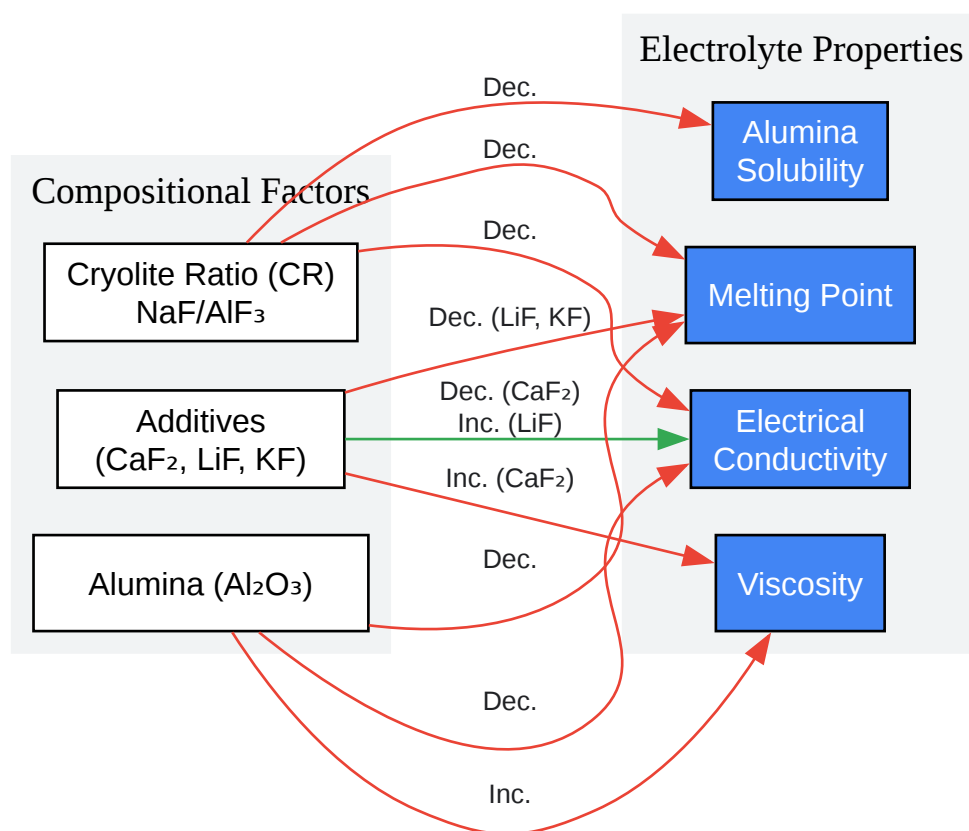 Electrolyte Properties
Dec.
Alumina
Solubility
Dec.
Compositional Factors
Dec.
Cryolite Ratio (CR)
NaF/AlF₃
Melting Point
Dec. (LiF, KF)
Dec. (CaF₂)
Inc. (LiF)
Additives
(CaF₂, LiF, KF)
Electrical
Conductivity
Inc. (CaF₂)
Dec.
Alumina (Al₂O₃)
Viscosity
Dec.
Inc.